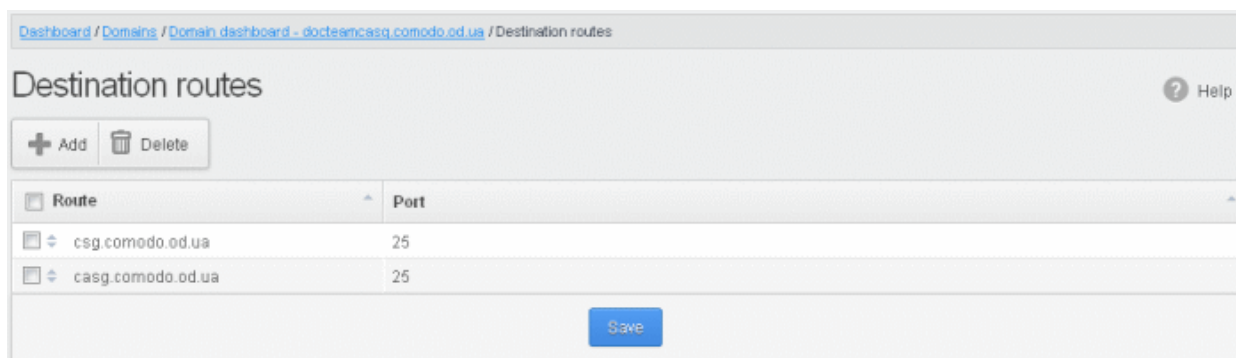 Dashboard / Domains / Domain dashboard - docteamcasg.comodo.od.ua / Destination routes
Destination routes
Help
Add Delete
Route Port
csg.comodo.od.ua 25
casg.comodo.od.ua 25
Save